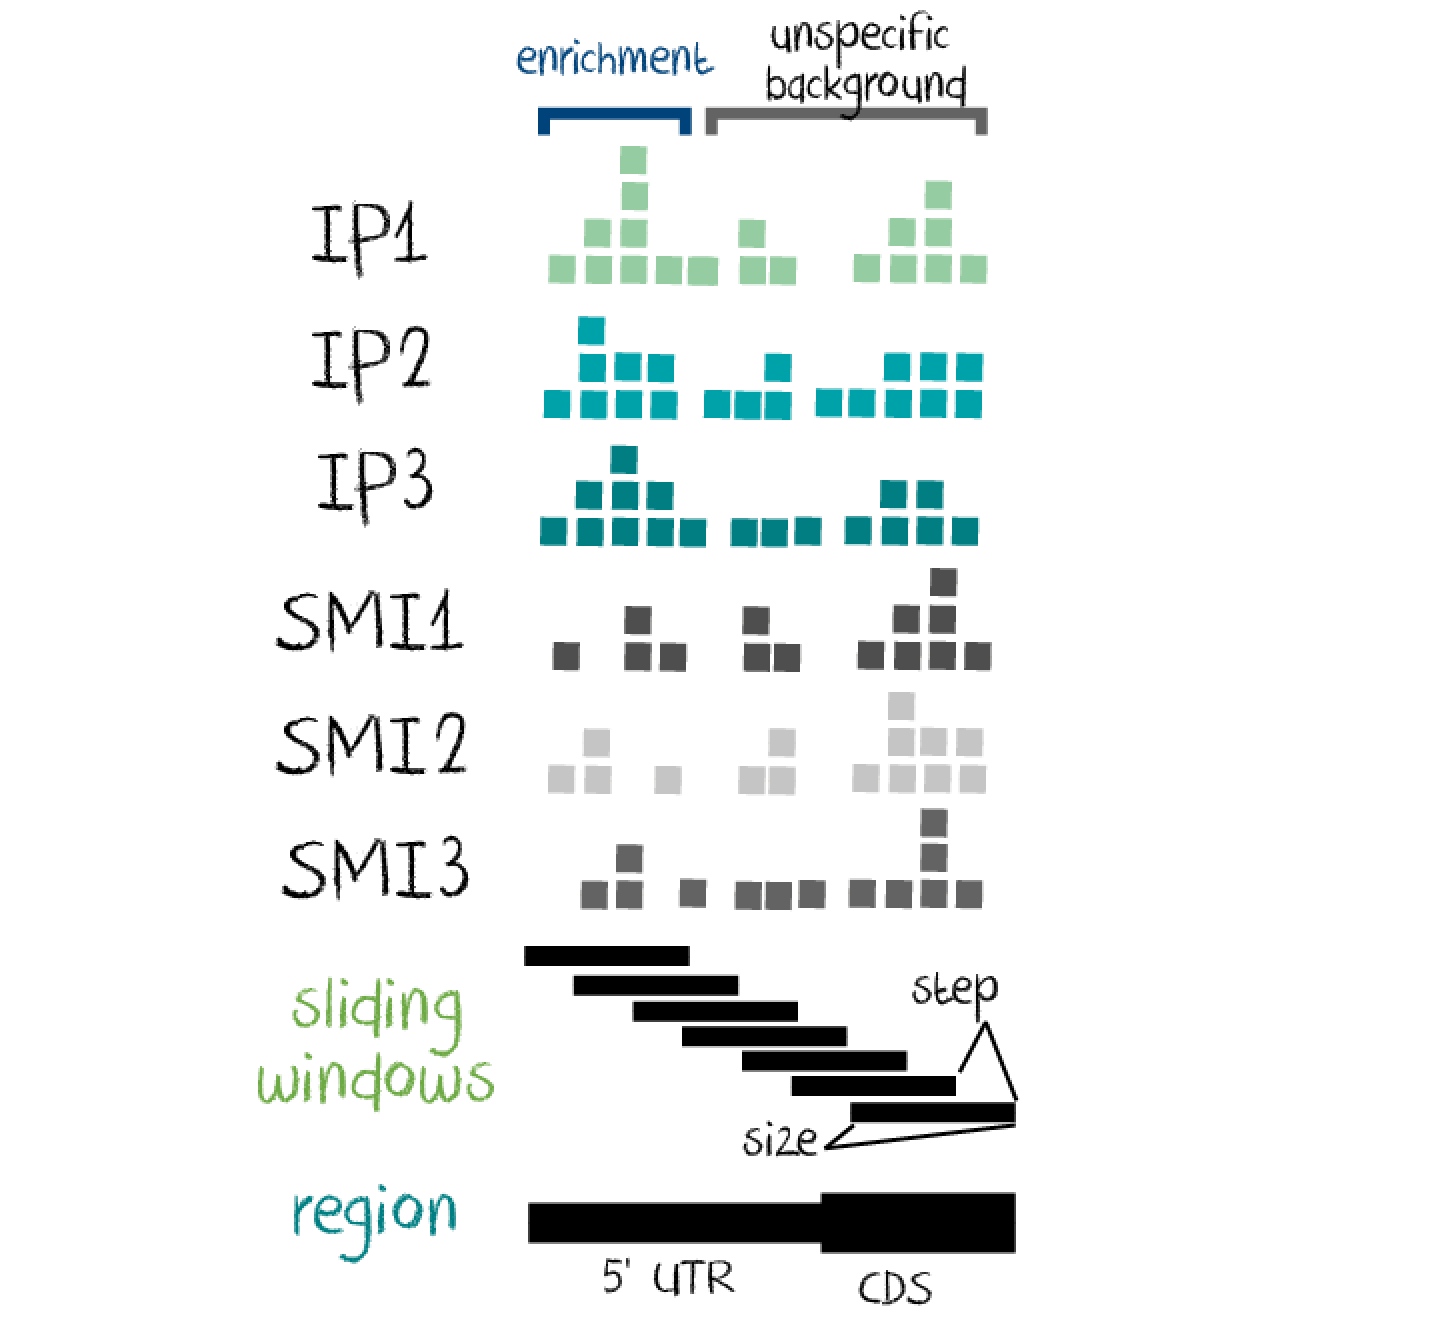 enrichment
unspecific
background
IP1
IP2
IP3
SMI1
SMI2
SMI3
sliding
windows
step
size
region
5' UTR
CDS